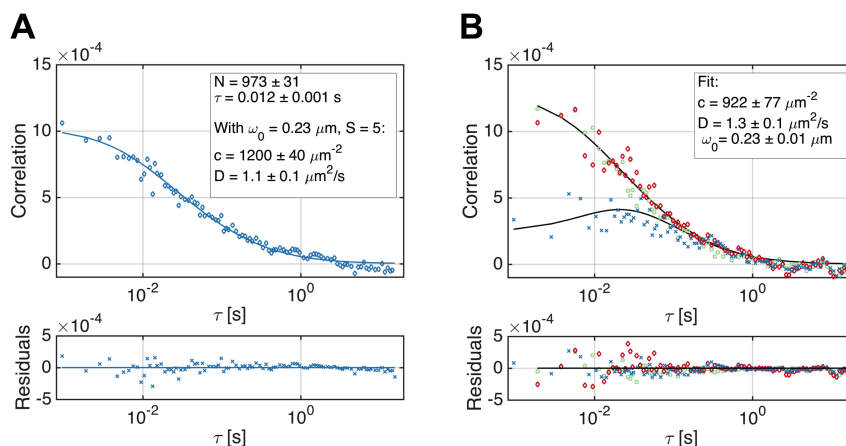 A
×10⁻⁴
15
10
5
0
Correlation
N = 973 ± 31
τ = 0.012 ± 0.001 s
With ω₀ = 0.23 μm, S = 5:
c = 1200 ± 40 μm⁻²
D = 1.1 ± 0.1 μm²/s
10⁻²
10⁰
τ [s]
×10⁻⁴
5
0
-5
Residuals
10⁻²
10⁰
τ [s]
B
×10⁻⁴
15
10
5
0
Correlation
Fit:
c = 922 ± 77 μm⁻²
D = 1.3 ± 0.1 μm²/s
ω₀ = 0.23 ± 0.01 μm
10⁻²
10⁰
τ [s]
×10⁻⁴
5
0
-5
Residuals
10⁻²
10⁰
τ [s]